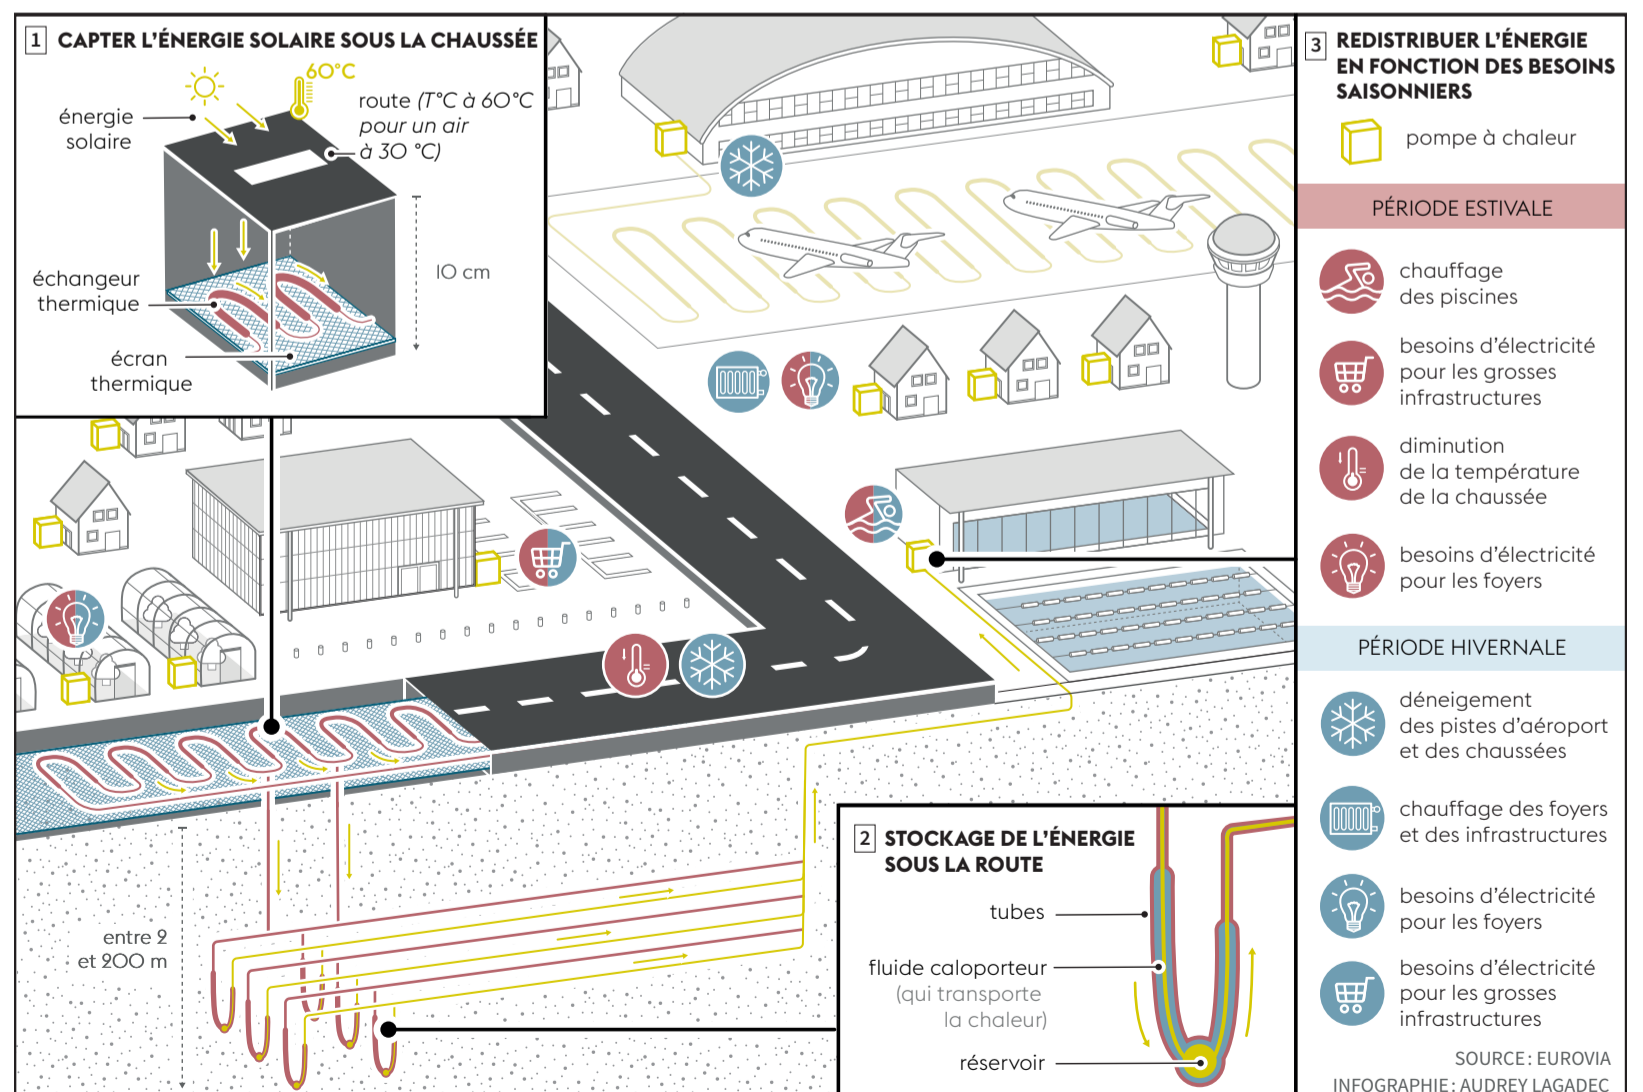 1 CAPTER L’ÉNERGIE SOLAIRE SOUS LA CHAUSSÉE
60°C
énergie
solaire
route (T°C à 60°C
pour un air
à 30 °C)
échangeur
thermique
10 cm
écran
thermique
entre 2
et 200 m
2 STOCKAGE DE L’ÉNERGIE
SOUS LA ROUTE
tubes
fluide caloporteur
(qui transporte
la chaleur)
réservoir
3 REDISTRIBUER L’ÉNERGIE
EN FONCTION DES BESOINS
SAISONNIERS
pompe à chaleur
PÉRIODE ESTIVALE
chauffage
des piscines
besoins d’électricité
pour les grosses
infrastructures
diminution
de la température
de la chaussée
besoins d’électricité
pour les foyers
PÉRIODE HIVERNALE
déneigement
des pistes d’aéroport
et des chaussées
chauffage des foyers
et des infrastructures
besoins d’électricité
pour les foyers
besoins d’électricité
pour les grosses
infrastructures
SOURCE : EUROVIA
INFOGRAPHIE : AUDREY LAGADEC